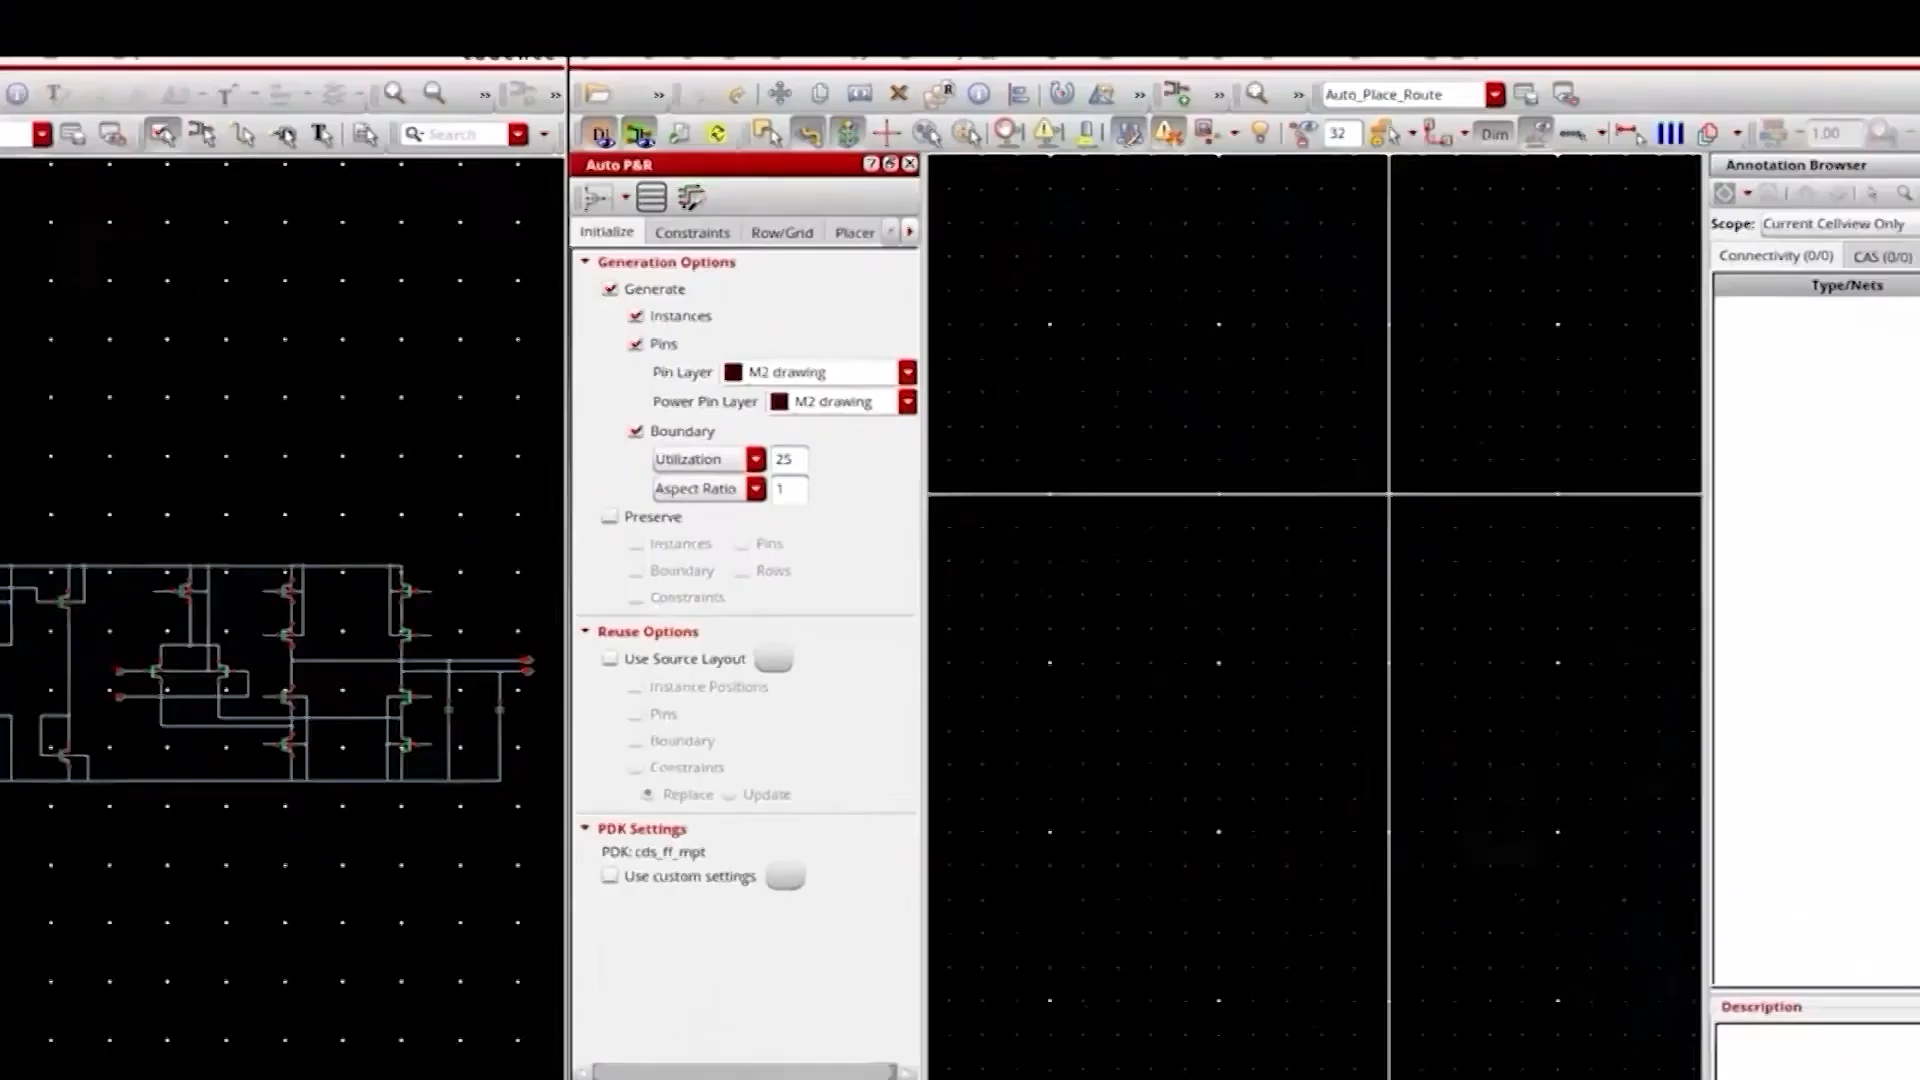 Search
Auto_Place_Route
DL
32
Dim
1.00
Auto P&R
Initialize
Constraints
Row/Grid
Placer
Generation Options
Generate
Instances
Pins
Pin Layer
M2 drawing
Power Pin Layer
M2 drawing
Boundary
Utilization
25
Aspect Ratio
1
Preserve
Instances
Pins
Boundary
Rows
Constraints
Reuse Options
Use Source Layout
Instance Positions
Pins
Boundary
Constraints
Replace
Update
PDK Settings
PDK: cds_ff_mpt
Use custom settings
Annotation Browser
Scope: Current Cellview Only
Connectivity (0/0)
CAS (0/0)
Type/Nets
Description